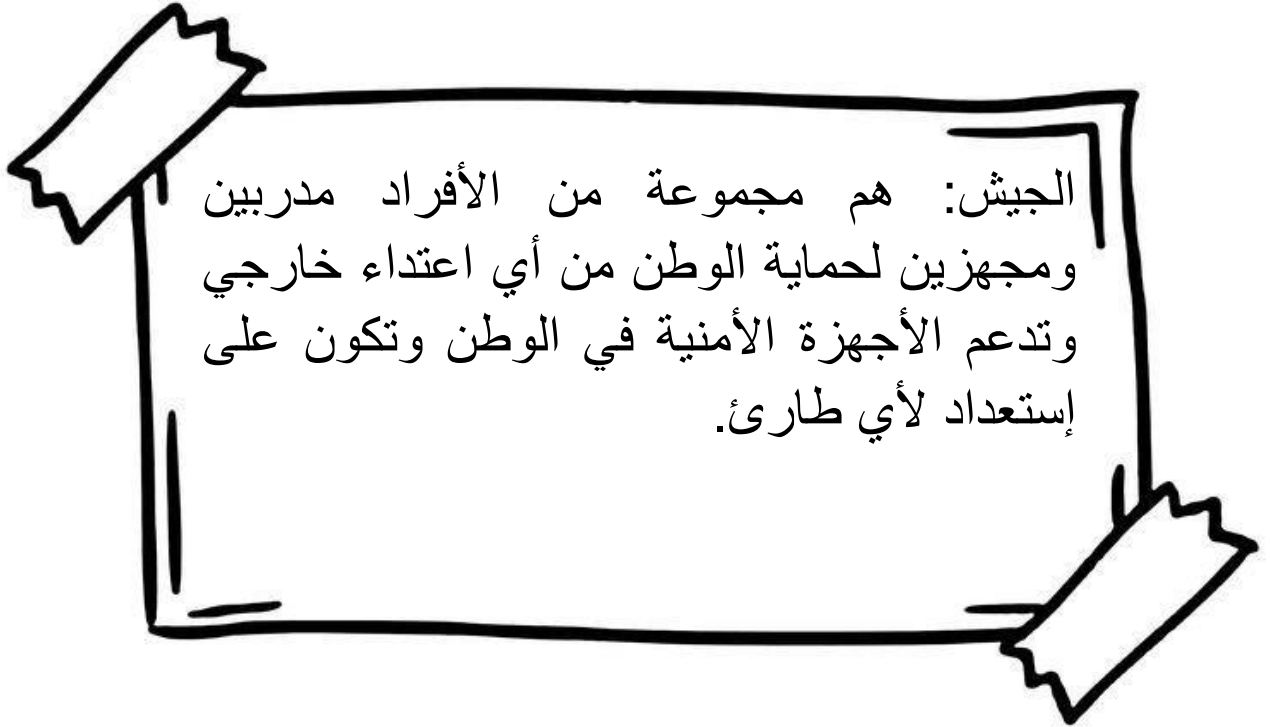 الجيش: هم مجموعة من الأفراد مدربين
ومجهزين لحماية الوطن من أي اعتداء خارجي
وتدعم الأجهزة الأمنية في الوطن وتكون على
إستعداد لأي طارئ.